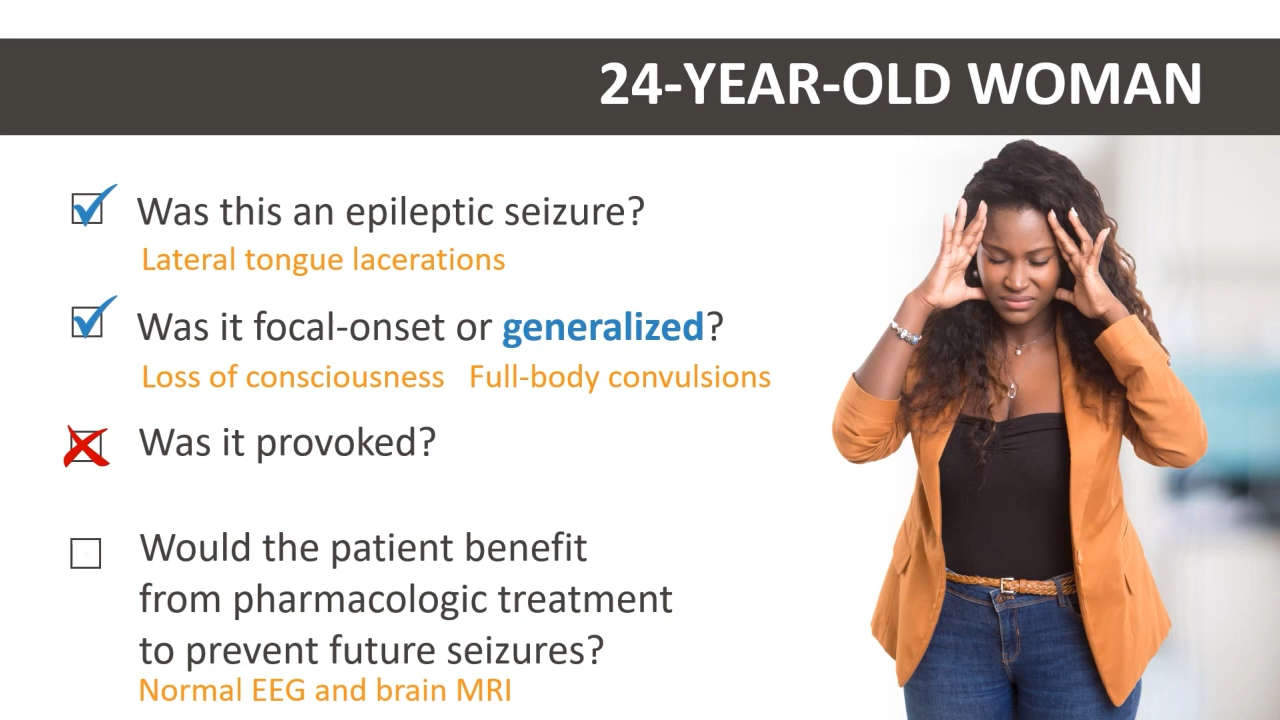 24-YEAR-OLD WOMAN
Was this an epileptic seizure?
Lateral tongue lacerations
Was it focal-onset or generalized?
Loss of consciousness Full-body convulsions
Was it provoked?
Would the patient benefit
from pharmacologic treatment
to prevent future seizures?
Normal EEG and brain MRI